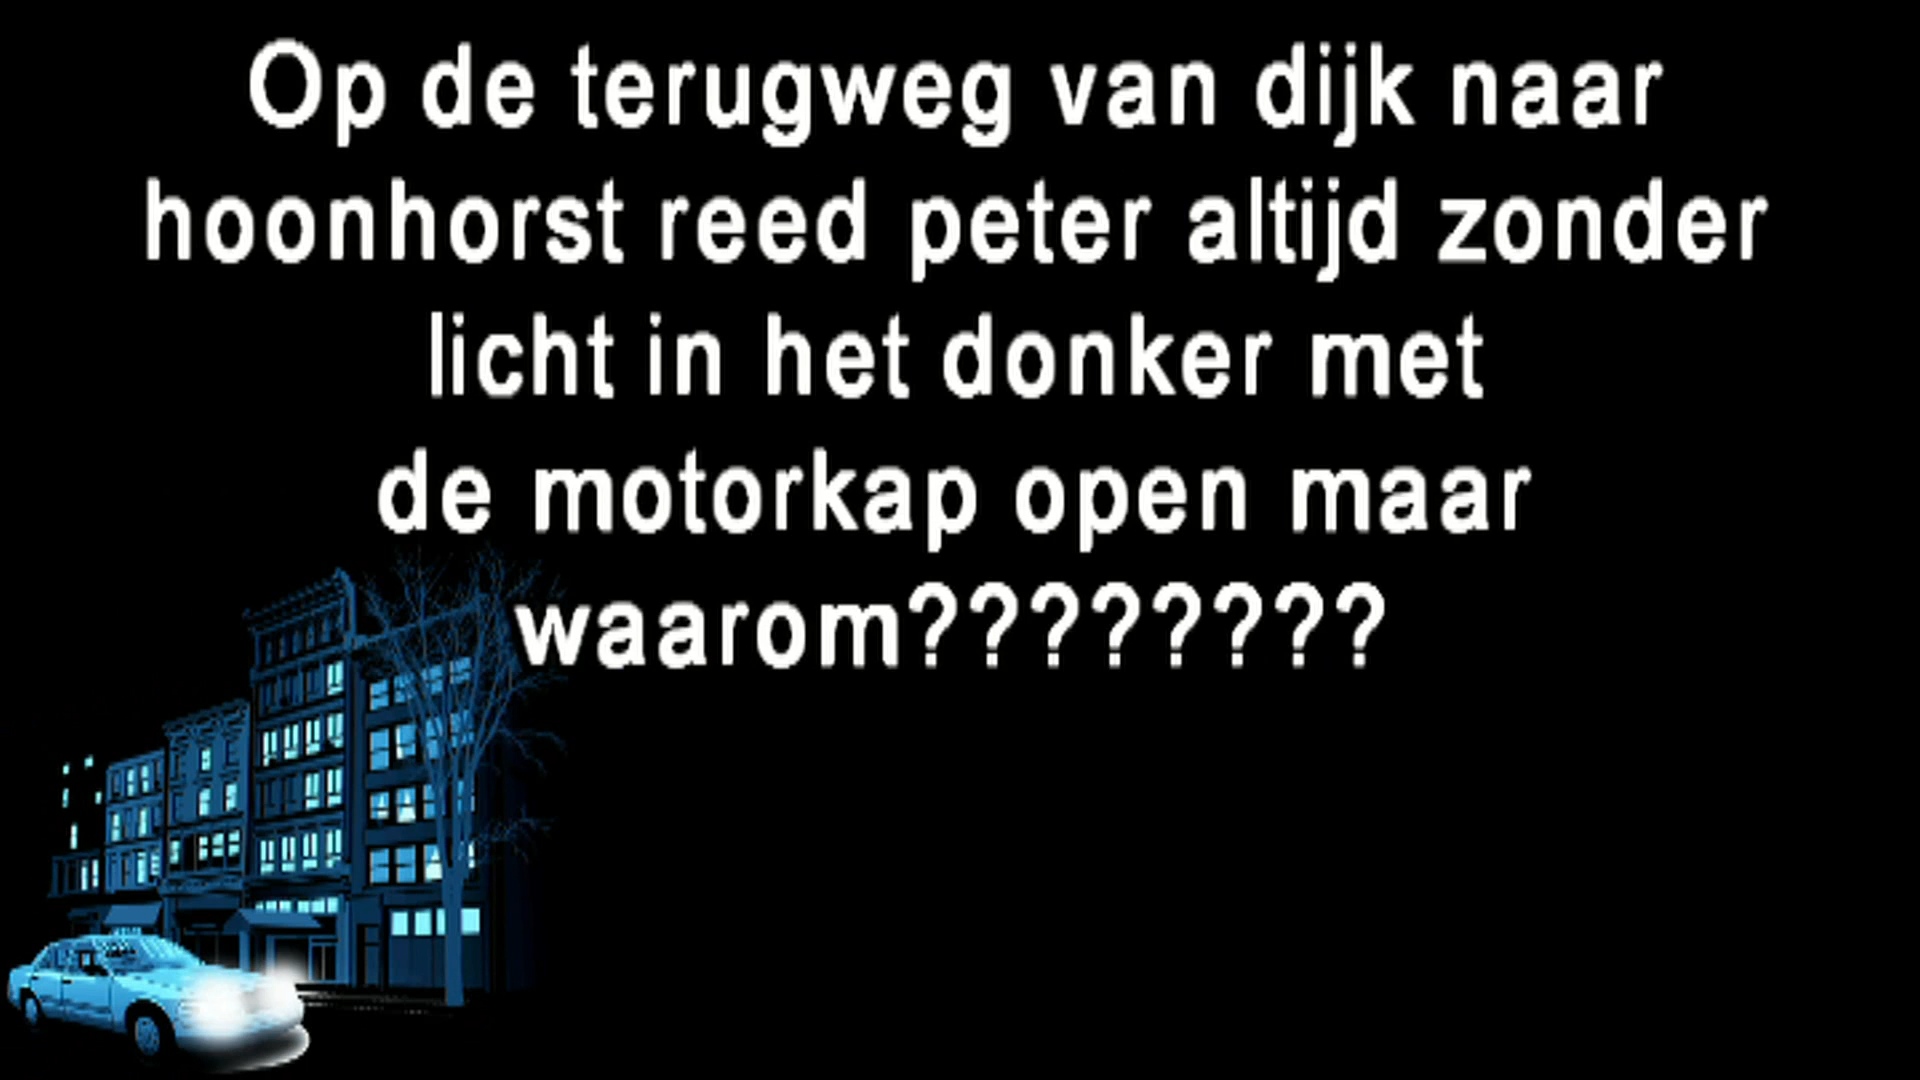 Op de terugweg van dijk naar
hoonhorst reed peter altijd zonder
licht in het donker met
de motorkap open maar
waarom????????